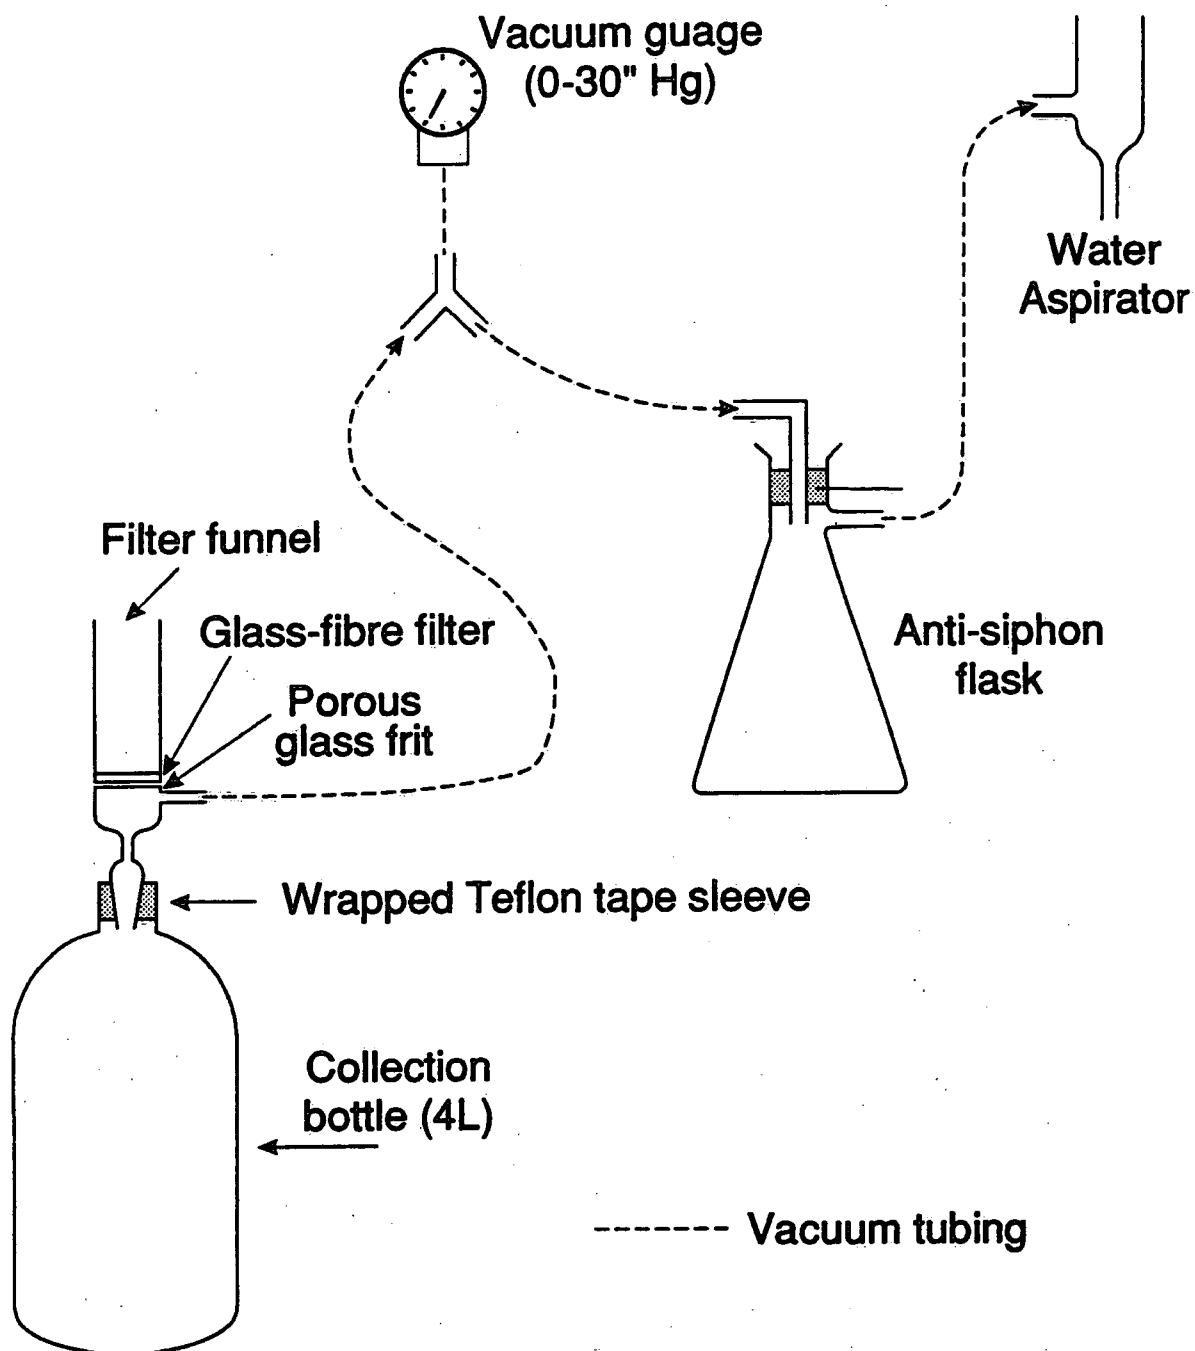 Vacuum guage
(0-30" Hg)
Water
Aspirator
Filter funnel
Glass-fibre filter
Porous
glass frit
Anti-siphon
flask
Wrapped Teflon tape sleeve
Collection
bottle (4L)
Vacuum tubing